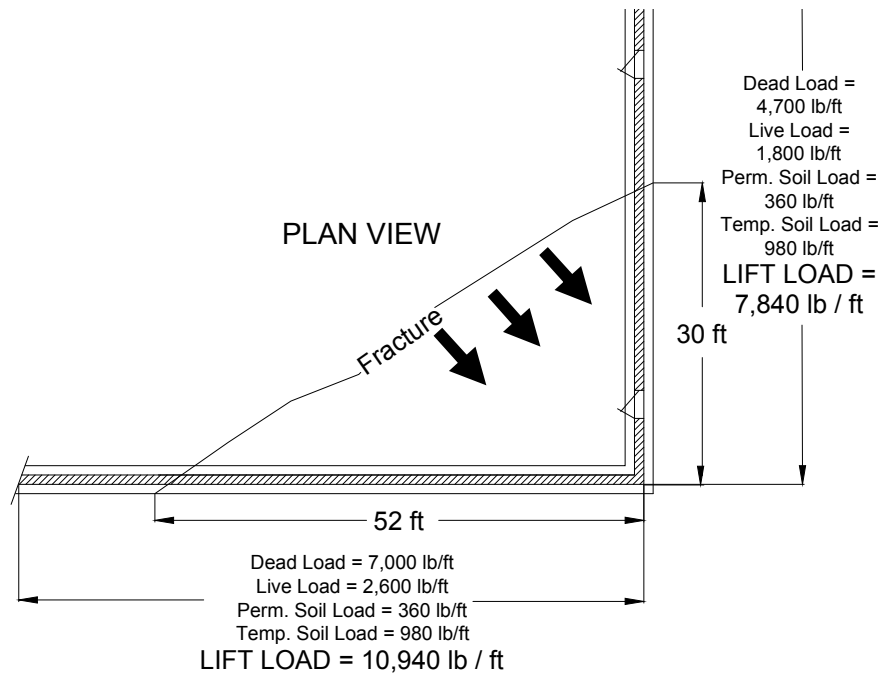 Dead Load =
4,700 lb/ft
Live Load =
1,800 lb/ft
Perm. Soil Load =
360 lb/ft
Temp. Soil Load =
980 lb/ft
LIFT LOAD =
7,840 lb / ft
PLAN VIEW
Fracture
30 ft
52 ft
Dead Load = 7,000 lb/ft
Live Load = 2,600 lb/ft
Perm. Soil Load = 360 lb/ft
Temp. Soil Load = 980 lb/ft
LIFT LOAD = 10,940 lb / ft